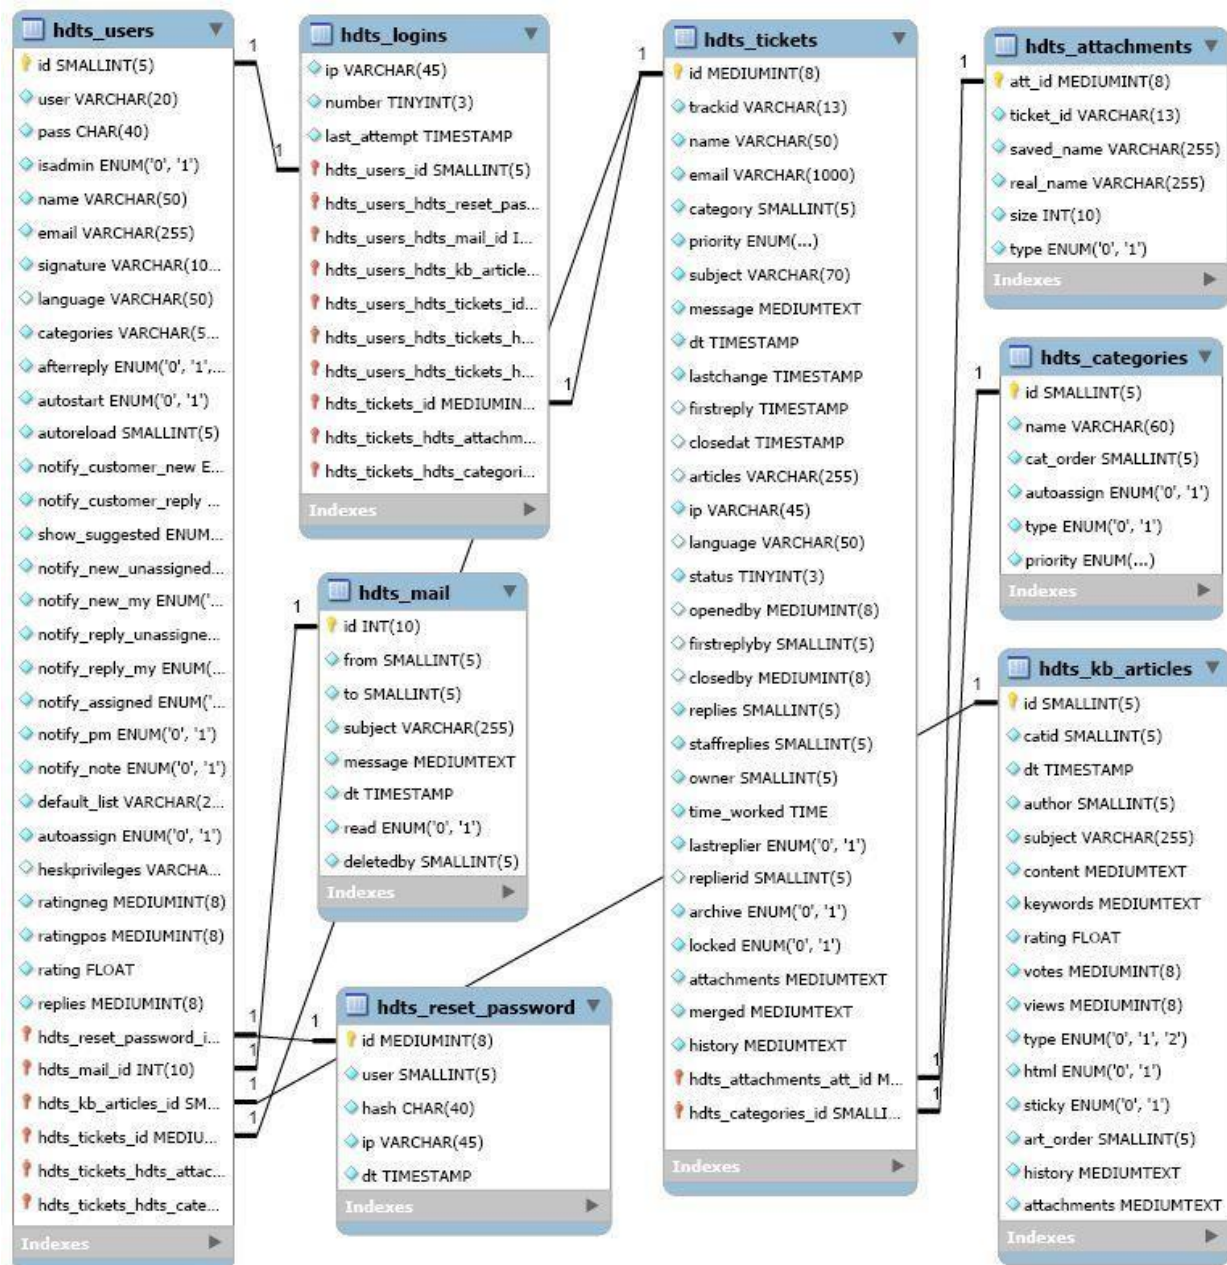 hdts_users
id SMALLINT(5)
user VARCHAR(20)
pass CHAR(40)
isadmin ENUM('0', '1')
name VARCHAR(50)
email VARCHAR(255)
signature VARCHAR(10...
language VARCHAR(50)
categories VARCHAR(5...
afterreply ENUM('0', '1',...
autostart ENUM('0', '1')
autoreload SMALLINT(5)
notify_customer_new E...
notify_customer_reply ...
show_suggested ENUM...
notify_new_unassigned...
notify_new_my ENUM('...
notify_reply_unassigne...
notify_reply_my ENUM(...
notify_assigned ENUM('...
notify_pm ENUM('0', '1')
notify_note ENUM('0', '1')
default_list VARCHAR(2...
autoassign ENUM('0', '1')
heskprivileges VARCHA...
ratingneg MEDIUMINT(8)
ratingpos MEDIUMINT(8)
rating FLOAT
replies MEDIUMINT(8)
hdts_reset_password_i...
hdts_mail_id INT(10)
hdts_kb_articles_id SM...
hdts_tickets_id MEDIU...
hdts_tickets_hdts_attac...
hdts_tickets_hdts_cate...
Indexes
1
1
1
1
1
hdts_logins
ip VARCHAR(45)
number TINYINT(3)
last_attempt TIMESTAMP
hdts_users_id SMALLINT(5)
hdts_users_hdts_reset_pas...
hdts_users_hdts_mail_id I...
hdts_users_hdts_kb_article...
hdts_users_hdts_tickets_id...
hdts_users_hdts_tickets_h...
hdts_users_hdts_tickets_h...
hdts_tickets_id MEDIUMIN...
hdts_tickets_hdts_attachm...
hdts_tickets_hdts_categori...
Indexes
1
1
hdts_mail
id INT(10)
from SMALLINT(5)
to SMALLINT(5)
subject VARCHAR(255)
message MEDIUMTEXT
dt TIMESTAMP
read ENUM('0', '1')
deletedby SMALLINT(5)
Indexes
1
hdts_reset_password
id MEDIUMINT(8)
user SMALLINT(5)
hash CHAR(40)
ip VARCHAR(45)
dt TIMESTAMP
Indexes
1
1
hdts_tickets
id MEDIUMINT(8)
trackid VARCHAR(13)
name VARCHAR(50)
email VARCHAR(1000)
category SMALLINT(5)
priority ENUM(...)
subject VARCHAR(70)
message MEDIUMTEXT
dt TIMESTAMP
lastchange TIMESTAMP
firstreply TIMESTAMP
closedat TIMESTAMP
articles VARCHAR(255)
ip VARCHAR(45)
language VARCHAR(50)
status TINYINT(3)
openedby MEDIUMINT(8)
firstreplyby SMALLINT(5)
closedby MEDIUMINT(8)
replies SMALLINT(5)
staffreplies SMALLINT(5)
owner SMALLINT(5)
time_worked TIME
lastreplier ENUM('0', '1')
replierid SMALLINT(5)
archive ENUM('0', '1')
locked ENUM('0', '1')
attachments MEDIUMTEXT
merged MEDIUMTEXT
history MEDIUMTEXT
hdts_attachments_att_id M...
hdts_categories_id SMALLI...
Indexes
1
1
1
hdts_attachments
att_id MEDIUMINT(8)
ticket_id VARCHAR(13)
saved_name VARCHAR(255)
real_name VARCHAR(255)
size INT(10)
type ENUM('0', '1')
Indexes
1
hdts_categories
id SMALLINT(5)
name VARCHAR(60)
cat_order SMALLINT(5)
autoassign ENUM('0', '1')
type ENUM('0', '1')
priority ENUM(...)
Indexes
1
hdts_kb_articles
id SMALLINT(5)
catid SMALLINT(5)
dt TIMESTAMP
author SMALLINT(5)
subject VARCHAR(255)
content MEDIUMTEXT
keywords MEDIUMTEXT
rating FLOAT
votes MEDIUMINT(8)
views MEDIUMINT(8)
type ENUM('0', '1', '2')
html ENUM('0', '1')
sticky ENUM('0', '1')
art_order SMALLINT(5)
history MEDIUMTEXT
attachments MEDIUMTEXT
Indexes